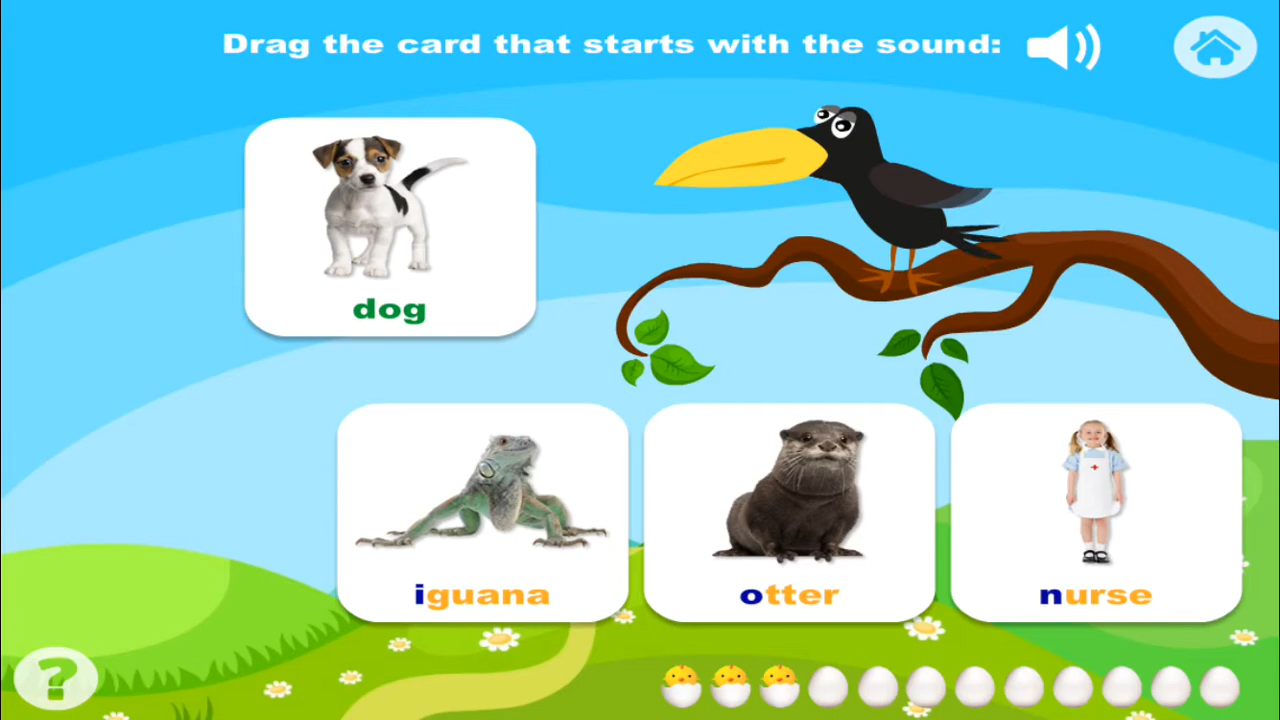 Drag the card that starts with the sound:
dog
iguana
otter
nurse
?